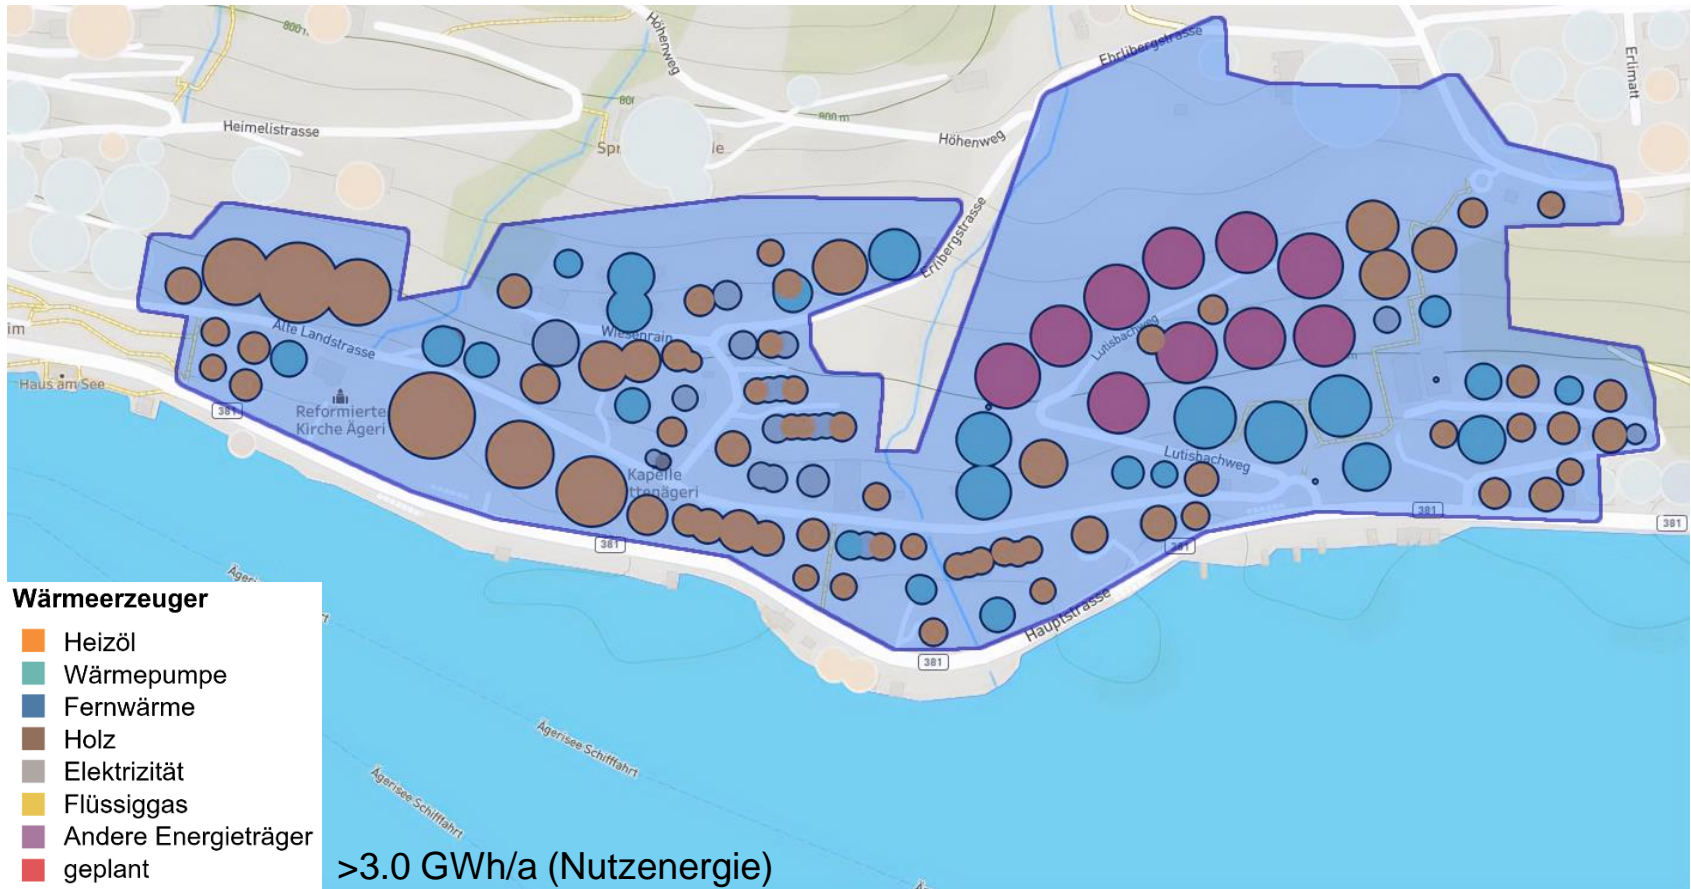 800 m
Höhenweg
Ehrlibergstrasse
Erlimatt
800 m
Heimelistrasse
Höhenweg
Erlibergstrasse
Alte Landstrasse
Wiesenrain
Lutisbachweg
Haus am See
381
Reformierte
Kirche Ägeri
Kapelle
Lutisbachweg
381
381
381
381
Hauptstrasse
381
Ägerisee Schifffahrt
Ägerisee Schifffahrt
Wärmeerzeuger
Heizöl
Wärmepumpe
Fernwärme
Holz
Elektrizität
Flüssiggas
Andere Energieträger
geplant
>3.0 GWh/a (Nutzenergie)